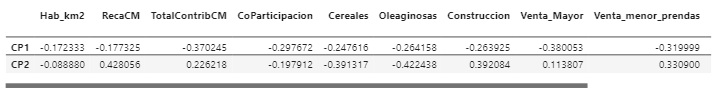 Hab_km2 RecaCM TotalContribCM CoParticipacion Cereales Oleaginosas Construccion Venta_Mayor Venta_menor_prendas
CP1 -0.172333 -0.177325 -0.370245 -0.297672 -0.247616 -0.264158 -0.263925 -0.380053 -0.319999
CP2 -0.088880 0.428056 0.226218 -0.197912 -0.391317 -0.422438 0.392084 0.113807 0.330900